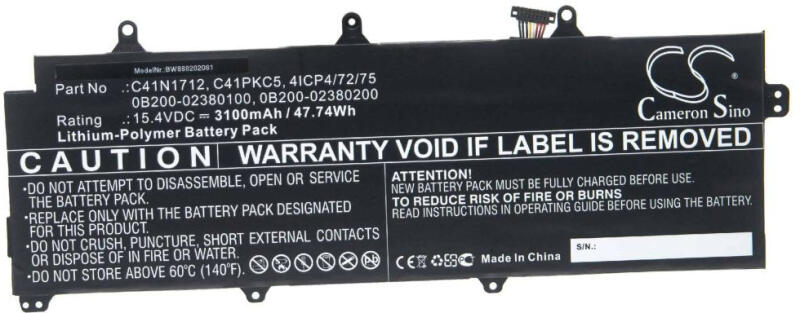 ModelNr.: BW888202081
Part No .: C41N1712, C41PKC5, 4ICP4/72/75
0B200-02380100, 0B200-02380200
Rating .: 15.4VDC ⎓ 3100mAh / 47.74Wh
Lithium-Polymer Battery Pack
Cameron Sino
CAUTION
WARRANTY VOID IF LABEL IS REMOVED
•DO NOT ATTEMPT TO DISASSEMBLE, OPEN OR SERVICE
THE BATTERY PACK.
•REPLACE ONLY WITH THE BATTERY PACK DESIGNATED
FOR THIS PRODUCT.
•DO NOT CRUSH, PUNCTURE, SHORT EXTERNAL CONTACTS
OR DISPOSE OF IN FIRE OR WATER.
•DO NOT STORE ABOVE 60°C (140°F).
ATTENTION!
NEW BATTERY PACK MUST BE FULLY CHARGED BEFORE USE.
TO REDUCE RISK OF FIRE OR BURNS
READ INSTRUCTIONS IN OPERATING GUIDE BEFORE USING BATTERY.
S/N.:
CE Made In China